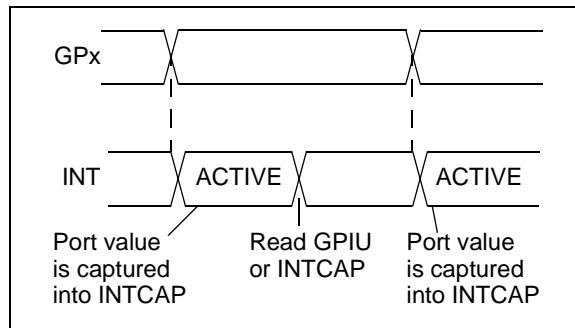 GPx
INT
ACTIVE
ACTIVE
Port value
is captured
into INTCAP
Read GPIU
or INTCAP
Port value
is captured
into INTCAP